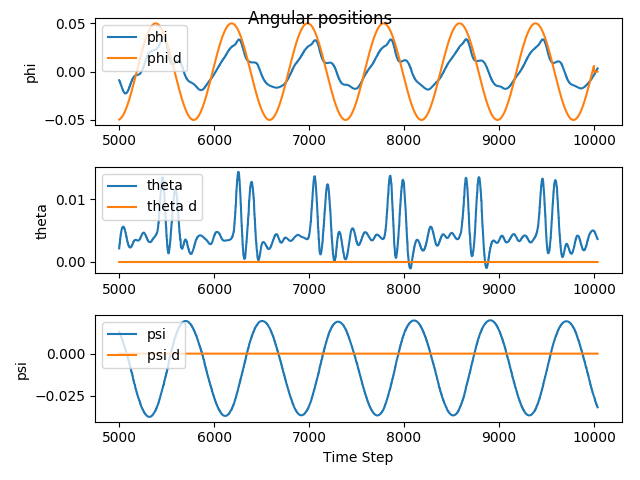 Angular positions
0.05
0.00
−0.05
phi
phi
phi d
5000 6000 7000 8000 9000 10000
0.01
0.00
theta
theta
theta d
5000 6000 7000 8000 9000 10000
0.000
−0.025
psi
psi
psi d
5000 6000 7000 8000 9000 10000
Time Step